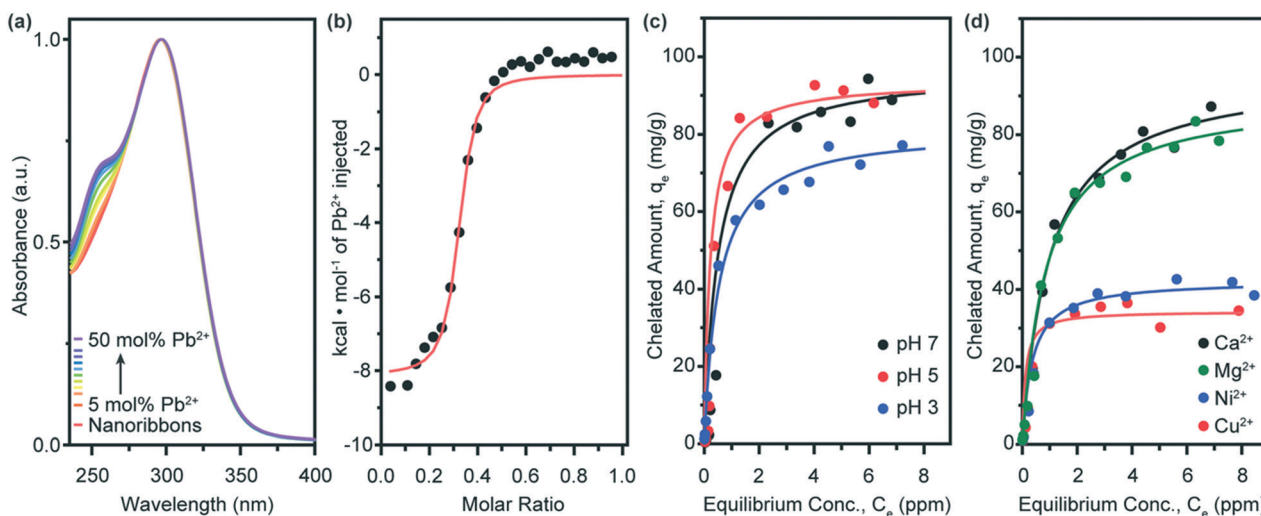 (a)
Absorbance (a.u.)
1.0
0.5
0.0
50 mol% Pb²⁺
5 mol% Pb²⁺
Nanoribbons
250 300 350 400
Wavelength (nm)
(b)
kcal • mol⁻¹ of Pb²⁺ injected
0
-2
-4
-6
-8
-10
0.0 0.2 0.4 0.6 0.8 1.0
Molar Ratio
(c)
Chelated Amount, qₑ (mg/g)
100
80
60
40
20
0
pH 7
pH 5
pH 3
0 2 4 6 8
Equilibrium Conc., Cₑ (ppm)
(d)
Chelated Amount, qₑ (mg/g)
100
80
60
40
20
0
Ca²⁺
Mg²⁺
Ni²⁺
Cu²⁺
0 2 4 6 8
Equilibrium Conc., Cₑ (ppm)